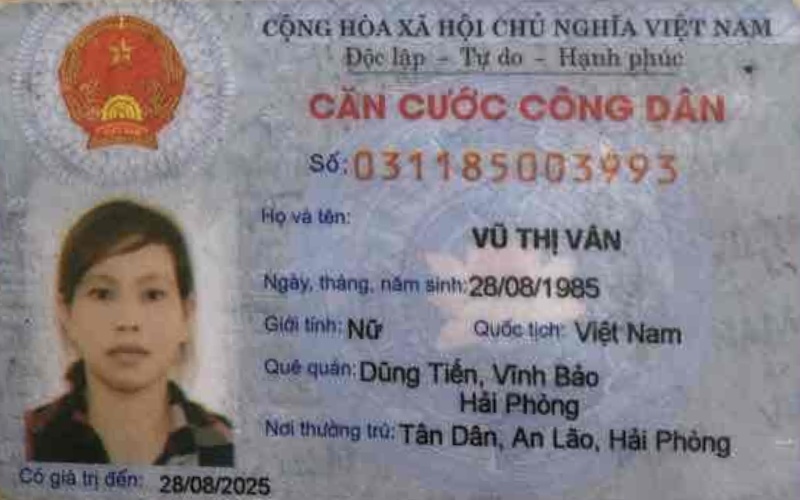 CỘNG HÒA XÃ HỘI CHỦ NGHĨA VIỆT NAM
Độc lập - Tự do - Hạnh phúc
CĂN CƯỚC CÔNG DÂN
Số: 031185003993
Họ và tên:
VŨ THỊ VÂN
Ngày, tháng, năm sinh: 28/08/1985
Giới tính: Nữ Quốc tịch: Việt Nam
Quê quán: Dũng Tiến, Vĩnh Bảo
Hải Phòng
Nơi thường trú: Tân Dân, An Lão, Hải Phòng
Có giá trị đến: 28/08/2025